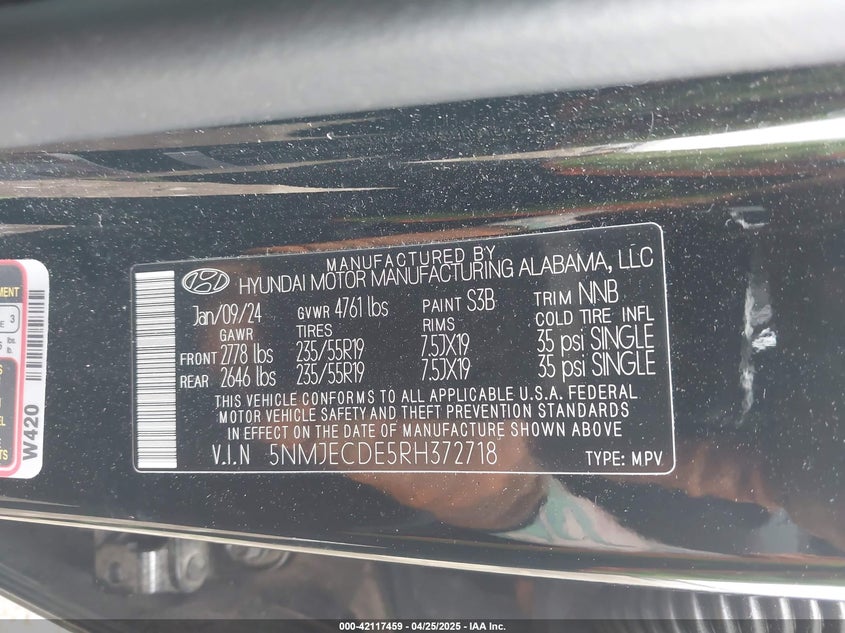 MANUFACTURED BY
HYUNDAI MOTOR MANUFACTURING ALABAMA, LLC
Jan/09/24 GVWR 4761 lbs PAINT S3B TRIM NNB
GAWR TIRES RIMS COLD TIRE INFL
FRONT 2778 lbs 235/55R19 7.5JX19 35 psi SINGLE
REAR 2646 lbs 235/55R19 7.5JX19 35 psi SINGLE
THIS VEHICLE CONFORMS TO ALL APPLICABLE U.S.A. FEDERAL
MOTOR VEHICLE SAFETY AND THEFT PREVENTION STANDARDS
IN EFFECT ON THE DATE OF MANUFACTURE SHOWN ABOVE
V.I.N 5NMJECDE5RH372718 TYPE: MPV
3
W420
000-42117459 - 04/25/2025 - IAA Inc.